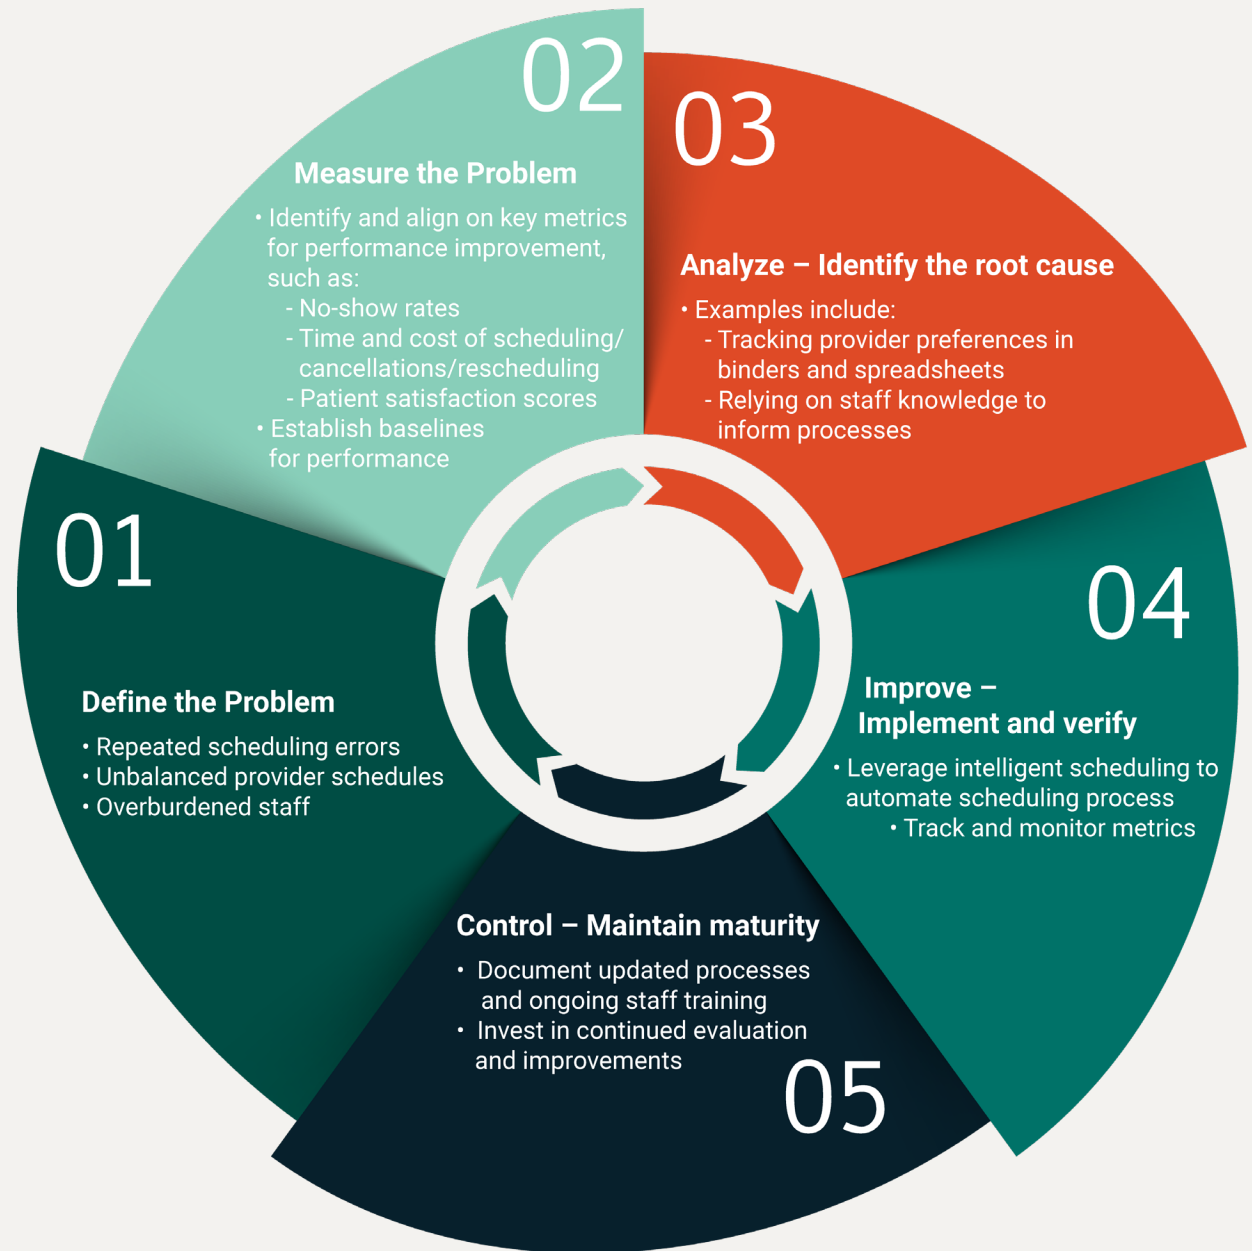 01
Define the Problem
• Repeated scheduling errors
• Unbalanced provider schedules
• Overburdened staff
02
Measure the Problem
• Identify and align on key metrics
for performance improvement,
such as:
- No-show rates
- Time and cost of scheduling/
cancellations/rescheduling
- Patient satisfaction scores
• Establish baselines
for performance
03
Analyze – Identify the root cause
• Examples include:
- Tracking provider preferences in
binders and spreadsheets
- Relying on staff knowledge to
inform processes
04
Improve –
Implement and verify
• Leverage intelligent scheduling to
automate scheduling process
• Track and monitor metrics
Control – Maintain maturity
• Document updated processes
and ongoing staff training
• Invest in continued evaluation
and improvements
05